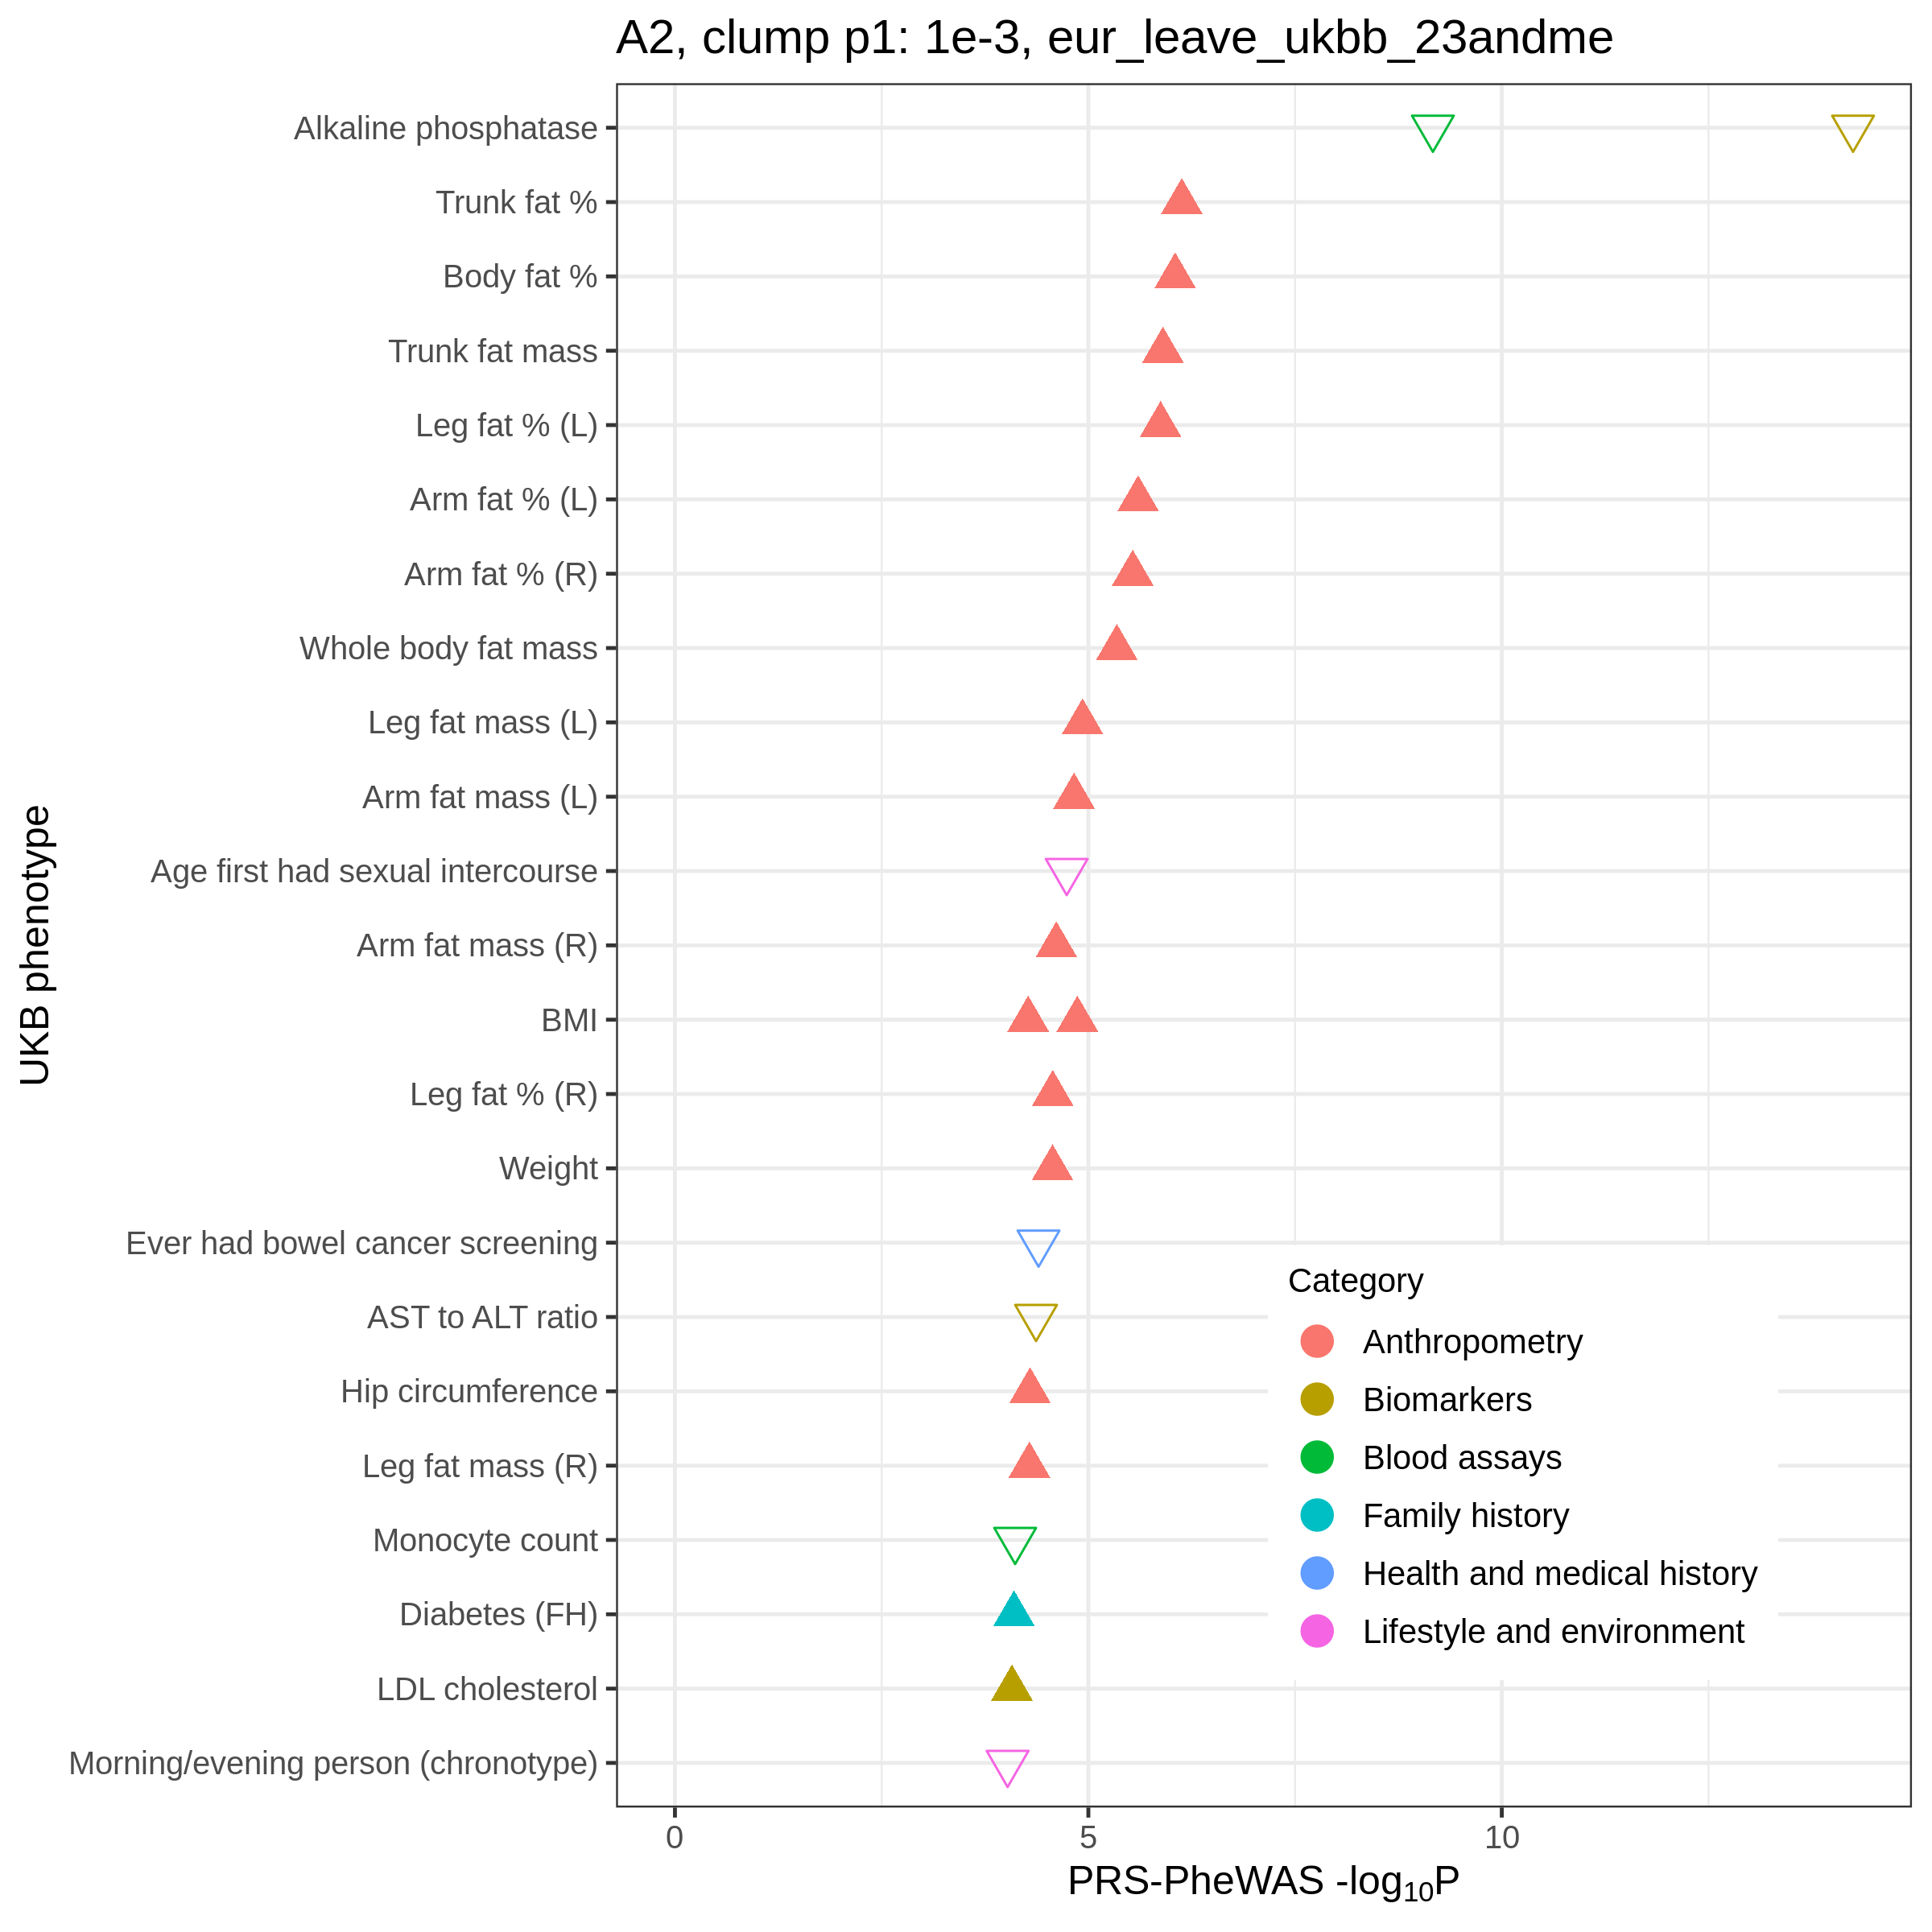 A2, clump p1: 1e-3, eur_leave_ukbb_23andme
UKB phenotype
Alkaline phosphatase
Trunk fat %
Body fat %
Trunk fat mass
Leg fat % (L)
Arm fat % (L)
Arm fat % (R)
Whole body fat mass
Leg fat mass (L)
Arm fat mass (L)
Age first had sexual intercourse
Arm fat mass (R)
BMI
Leg fat % (R)
Weight
Ever had bowel cancer screening
AST to ALT ratio
Hip circumference
Leg fat mass (R)
Monocyte count
Diabetes (FH)
LDL cholesterol
Morning/evening person (chronotype)
Category
Anthropometry
Biomarkers
Blood assays
Family history
Health and medical history
Lifestyle and environment
0 5 10
PRS-PheWAS -log₁₀P